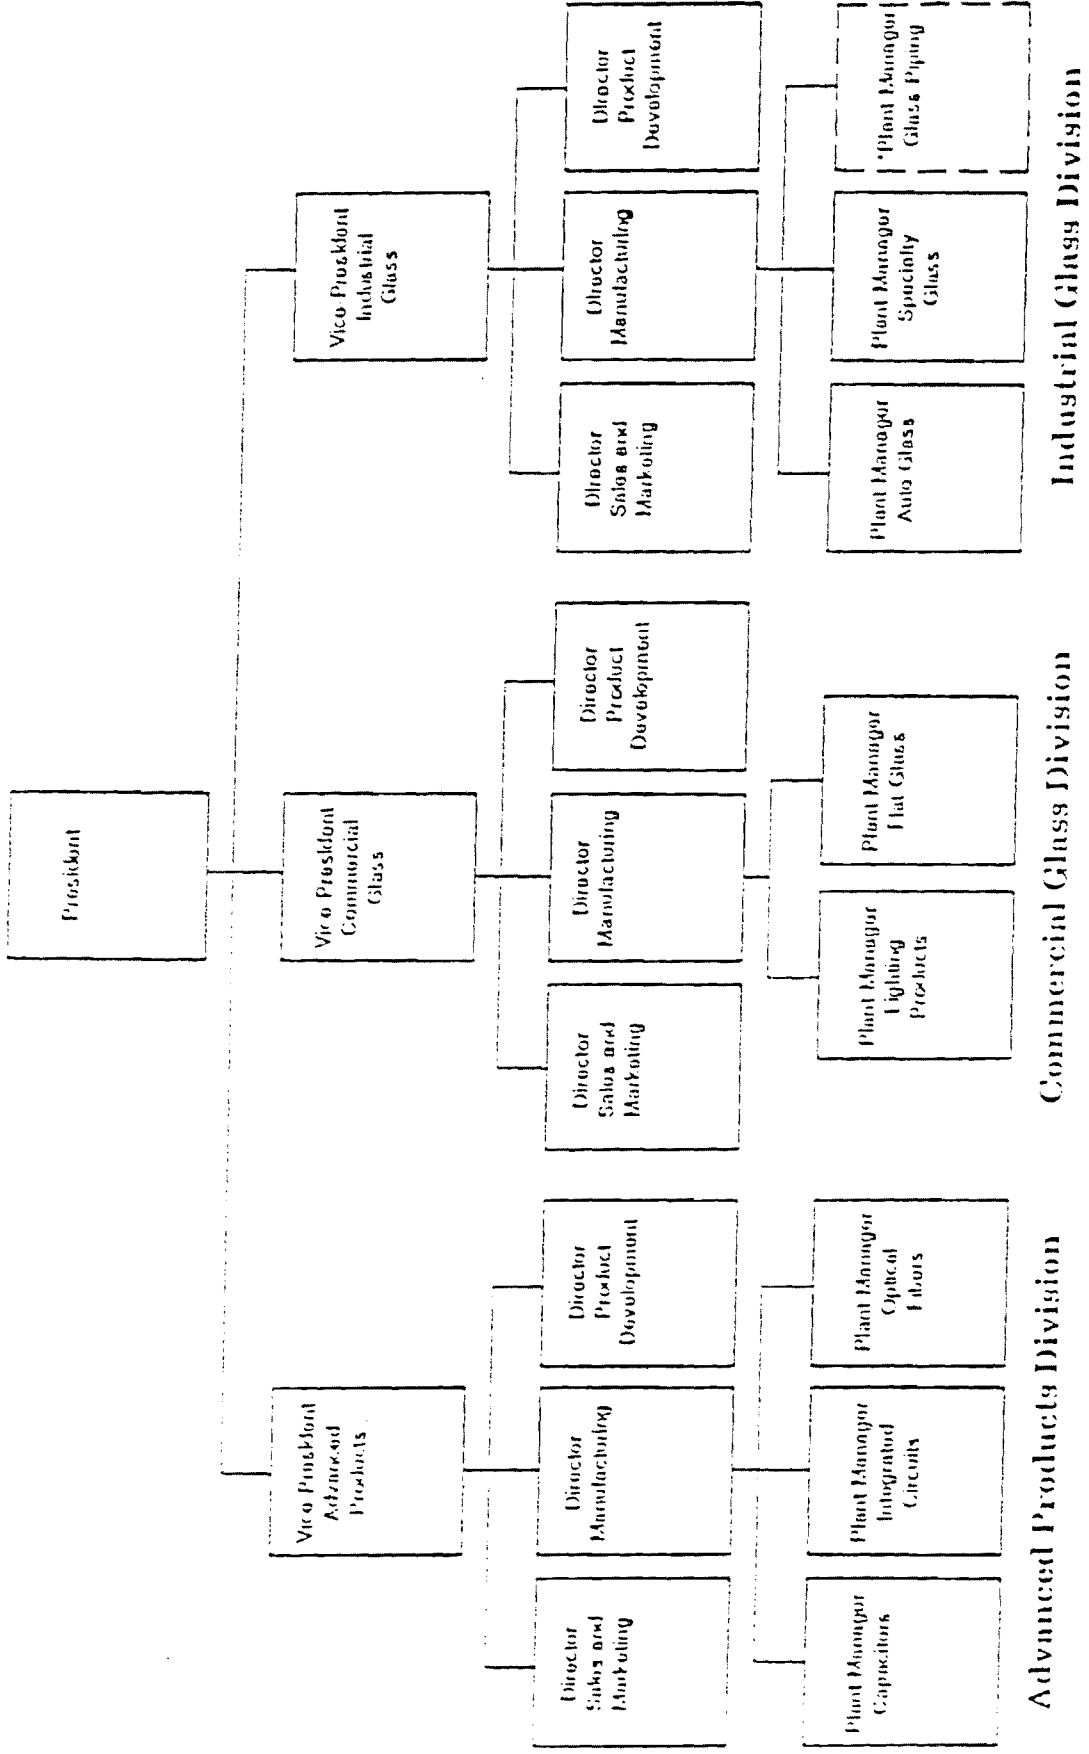 President
Vice President
Advanced
Products
Vice President
Commercial
Glass
Vice-President
Industrial
Glass
Director
Sales and
Marketing
Director
Manufacturing
Director
Product
Development
Director
Sales and
Marketing
Director
Manufacturing
Director
Product
Development
Director
Sales and
Marketing
Director
Manufacturing
Director
Product
Development
Plant Manager
Capacitors
Plant Manager
Integrated
Circuits
Plant Manager
Optical
Fibers
Plant Manager
Lighting
Products
Plant Manager
Flat Glass
Plant Manager
Auto Glass
Plant Manager
Specialty
Glass
*Plant Manager
Glass Piping
Advanced Products Division
Commercial Glass Division
Industrial Glass Division